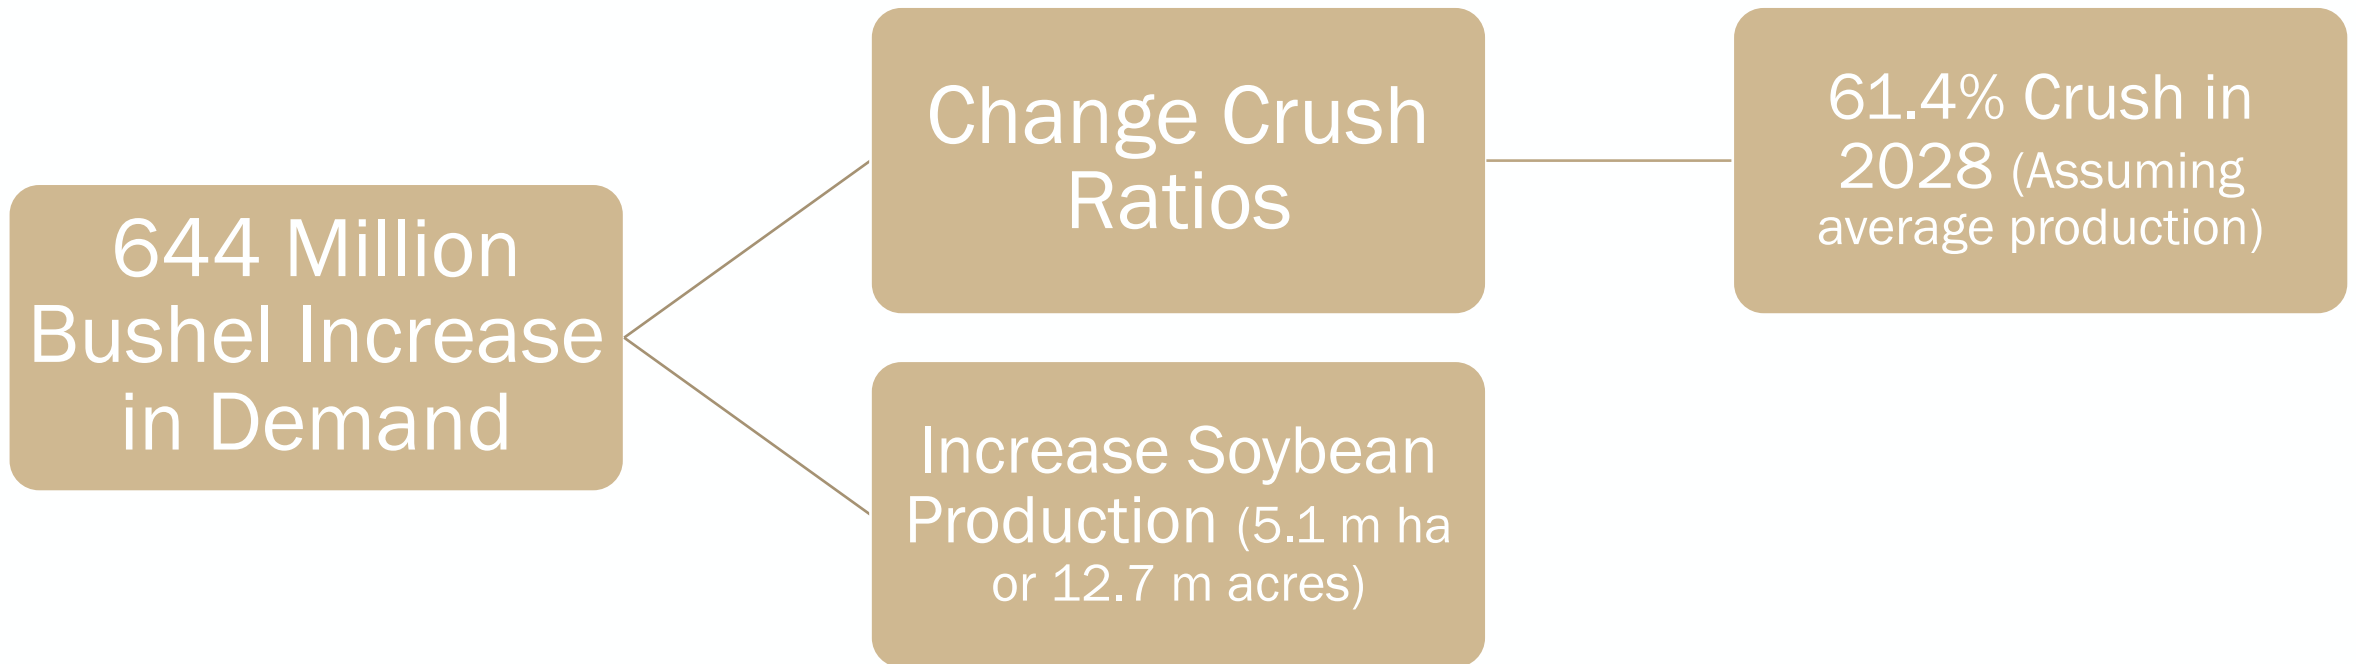 644 Million
Bushel Increase
in Demand
Change Crush
Ratios
61.4% Crush in
2028 (Assuming
average production)
Increase Soybean
Production (5.1 m ha
or 12.7 m acres)